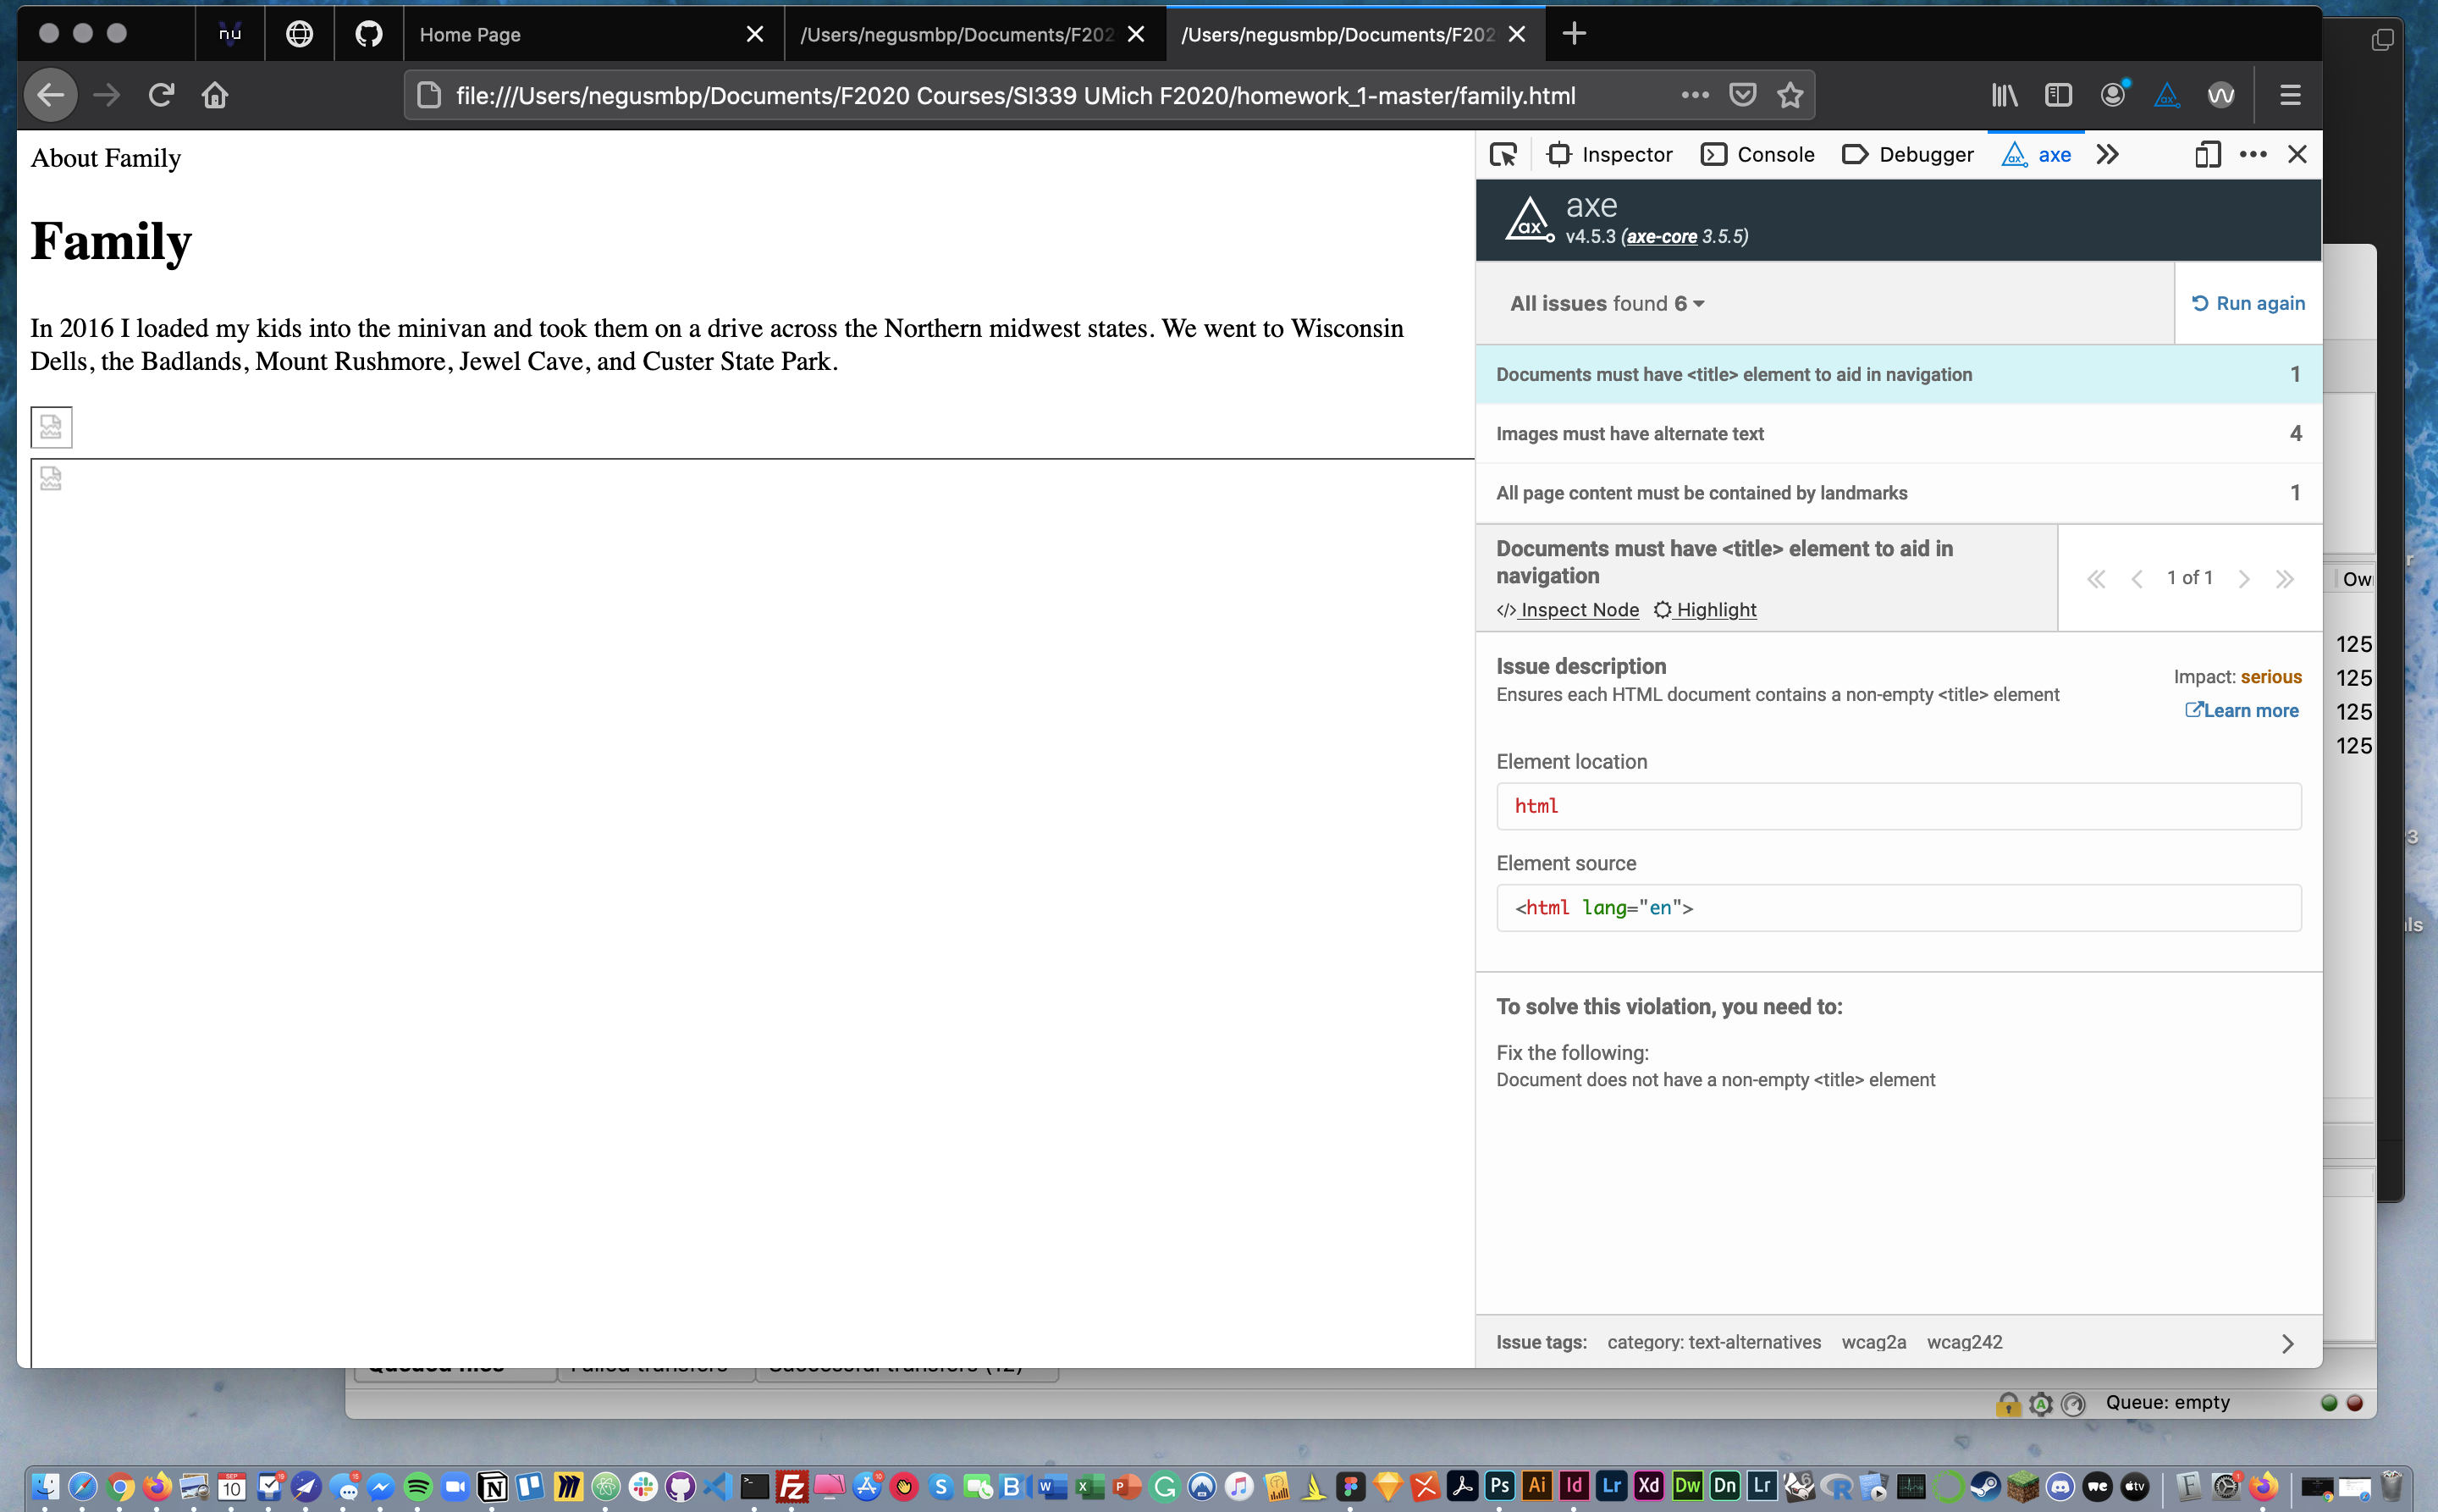 nu
Home Page
/Users/negusmbp/Documents/F202
/Users/negusmbp/Documents/F202
file:///Users/negusmbp/Documents/F2020 Courses/SI339 UMich F2020/homework_1-master/family.html
About Family
Family
In 2016 I loaded my kids into the minivan and took them on a drive across the Northern midwest states. We went to Wisconsin
Dells, the Badlands, Mount Rushmore, Jewel Cave, and Custer State Park.
Inspector
Console
Debugger
axe
axe
v4.5.3 (axe-core 3.5.5)
All issues found 6
Run again
Documents must have <title> element to aid in navigation 1
Images must have alternate text 4
All page content must be contained by landmarks 1
Documents must have <title> element to aid in
navigation
</> Inspect Node Highlight
1 of 1
Issue description
Ensures each HTML document contains a non-empty <title> element
Impact: serious
Learn more
Element location
html
Element source
<html lang="en">
To solve this violation, you need to:
Fix the following:
Document does not have a non-empty <title> element
Issue tags: category: text-alternatives wcag2a wcag242
125
125
125
125
Queue: empty